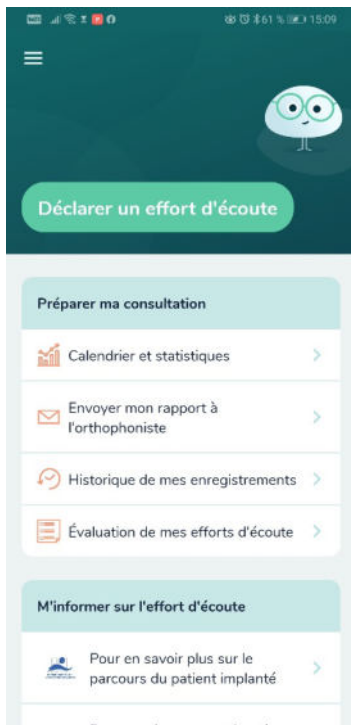 61 % 15:09
Déclarer un effort d'écoute
Préparer ma consultation
Calendrier et statistiques
Envoyer mon rapport à
l'orthophoniste
Historique de mes enregistrements
Évaluation de mes efforts d'écoute
M'informer sur l'effort d'écoute
Pour en savoir plus sur le
parcours du patient implanté